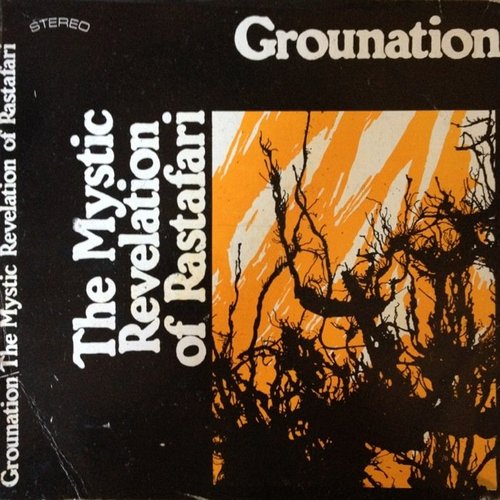 STEREO
Grounation
The Mystic
Revelation
of Rastafari
Grounation The Mystic Revelation of Rastafari